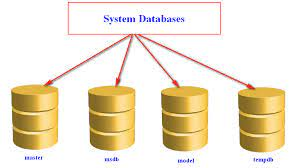 System Databases
master
msdb
model
tempdb